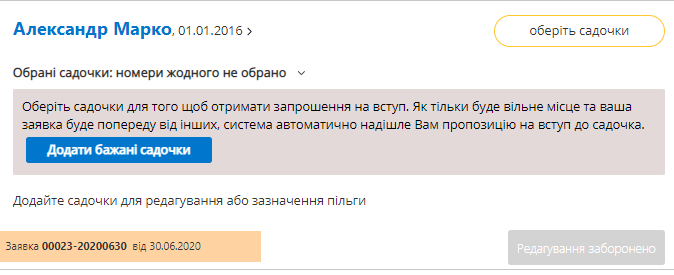 Александр Марко, 01.01.2016
оберіть садочки
Обрані садочки: номери жодного не обрано
Оберіть садочки для того щоб отримати запрошення на вступ. Як тільки буде вільне місце та ваша
заявка буде попереду від інших, система автоматично надішле Вам пропозицію на вступ до садочка.
Додати бажані садочки
Додайте садочки для редагування або зазначення пільги
Заявка 00023-20200630 від 30.06.2020
Редагування заборонено